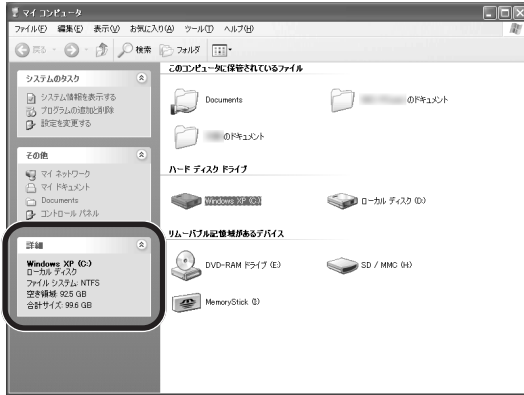 マイ コンピュータ
ファイル(F) 編集(E) 表示(V) お気に入り(A) ツール(T) ヘルプ(H)
戻る 検索 フォルダ
システムのタスク
システム情報を表示する
プログラムの追加と削除
設定を変更する
その他
マイ ネットワーク
マイ ドキュメント
Documents
コントロール パネル
詳細
Windows XP (C:)
ローカル ディスク
ファイル システム: NTFS
空き領域: 92.5 GB
合計サイズ: 99.6 GB
このコンピュータに保管されているファイル
Documents
のドキュメント
のドキュメント
ハード ディスク ドライブ
Windows XP (C:)
ローカル ディスク (D:)
リムーバブル記憶域があるデバイス
DVD-RAM ドライブ (E:)
SD / MMC (H:)
MemoryStick (I:)